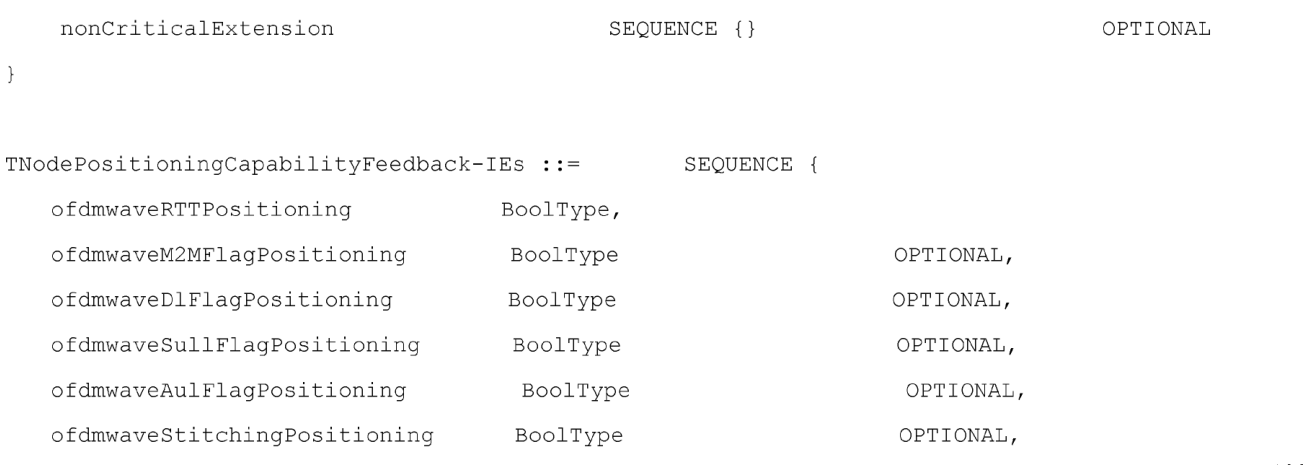 nonCriticalExtension SEQUENCE {} OPTIONAL
}
TNodePositioningCapabilityFeedback-IEs ::= SEQUENCE {
ofdmwaveRTTPositioning BoolType,
ofdmwaveM2MFlagPositioning BoolType OPTIONAL,
ofdmwaveDlFlagPositioning BoolType OPTIONAL,
ofdmwaveSullFlagPositioning BoolType OPTIONAL,
ofdmwaveAulFlagPositioning BoolType OPTIONAL,
ofdmwaveStitchingPositioning BoolType OPTIONAL,